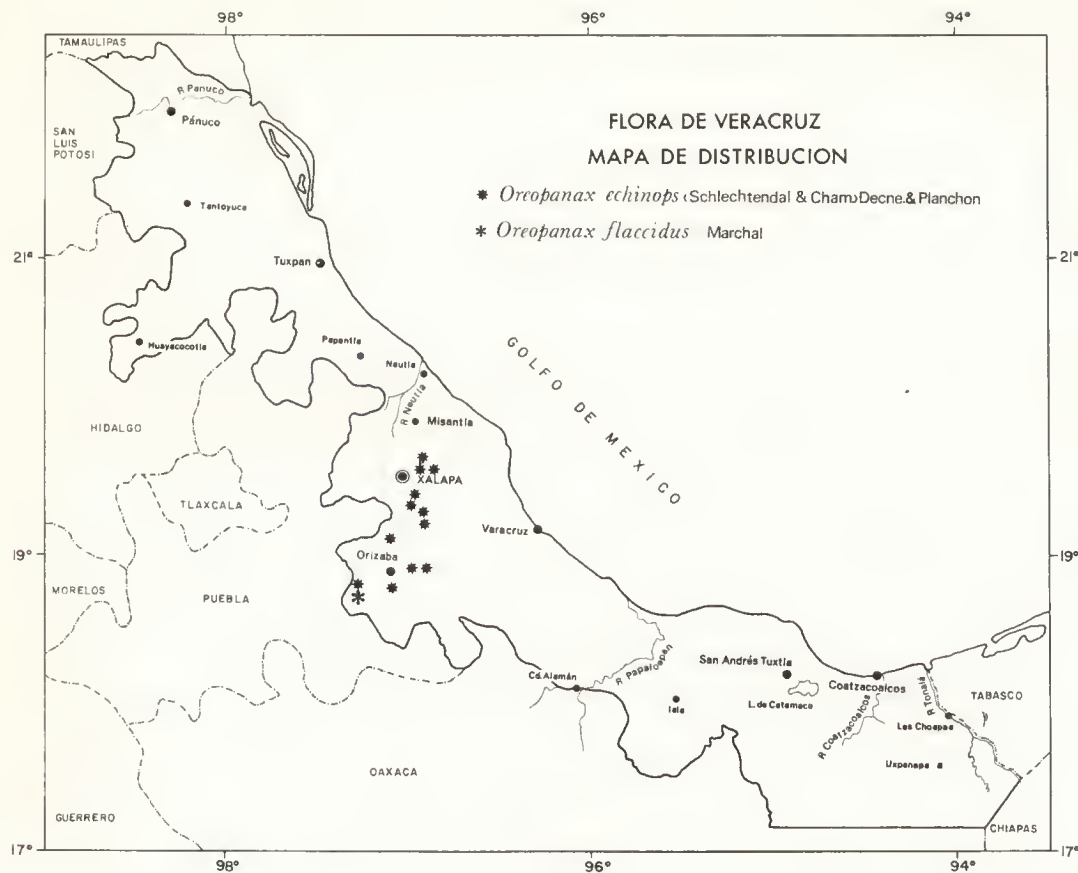 98°
96°
94°
TAMAULIPAS
R. Panuco
Pánuco
SAN
LUIS
POTOSI
FLORA DE VERACRUZ
MAPA DE DISTRIBUCION
Oreopanax echinops (Schlechtendal & Cham) Decne. & Planchon
Oreopanax flaccidus Marchal
Tantoyuca
21°
Tuxpan
21°
Huayacocotla
Papantla
Nautla
R. Nautla
GOLFO DE MEXICO
Misantla
HIDALGO
XALAPA
TLAXCALA
Veracruz
19°
Orizaba
19°
MORELOS
PUEBLA
San Andrés Tuxtla
R. Papaloapan
Cd. Alemán
Coatzacoalcos
R. Tonalá
TABASCO
Isla
L. de Catemaco
R. Coatzacoalcos
Las Choapas
Uxpanapa
OAXACA
GUERRERO
CHIAPAS
17°
17°
98°
96°
94°